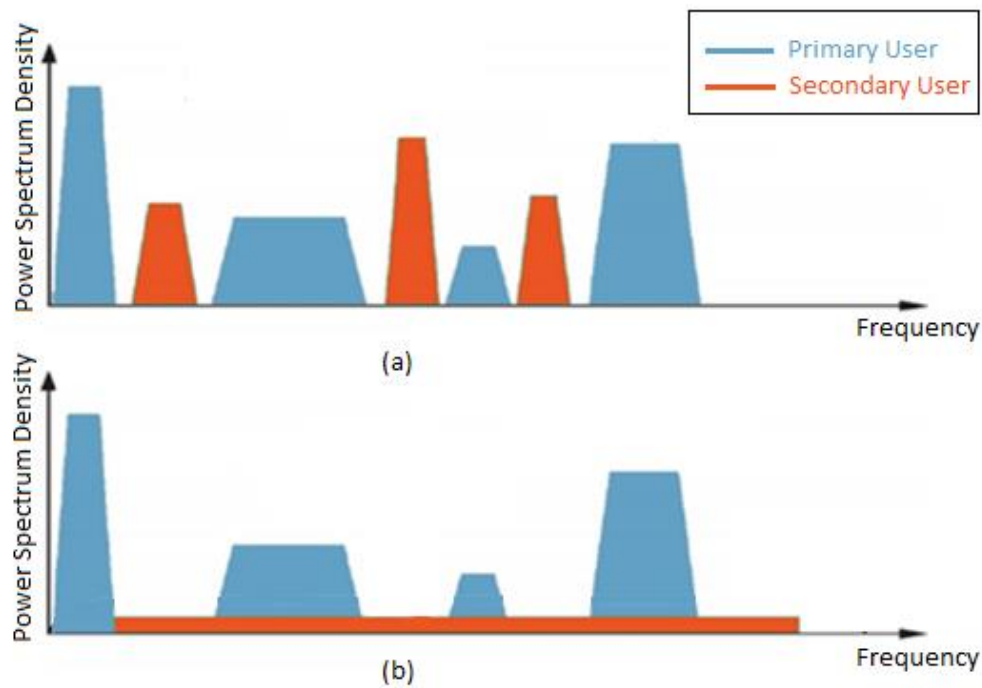 Power Spectrum Density
Primary User
Secondary User
Frequency
(a)
Power Spectrum Density
Frequency
(b)